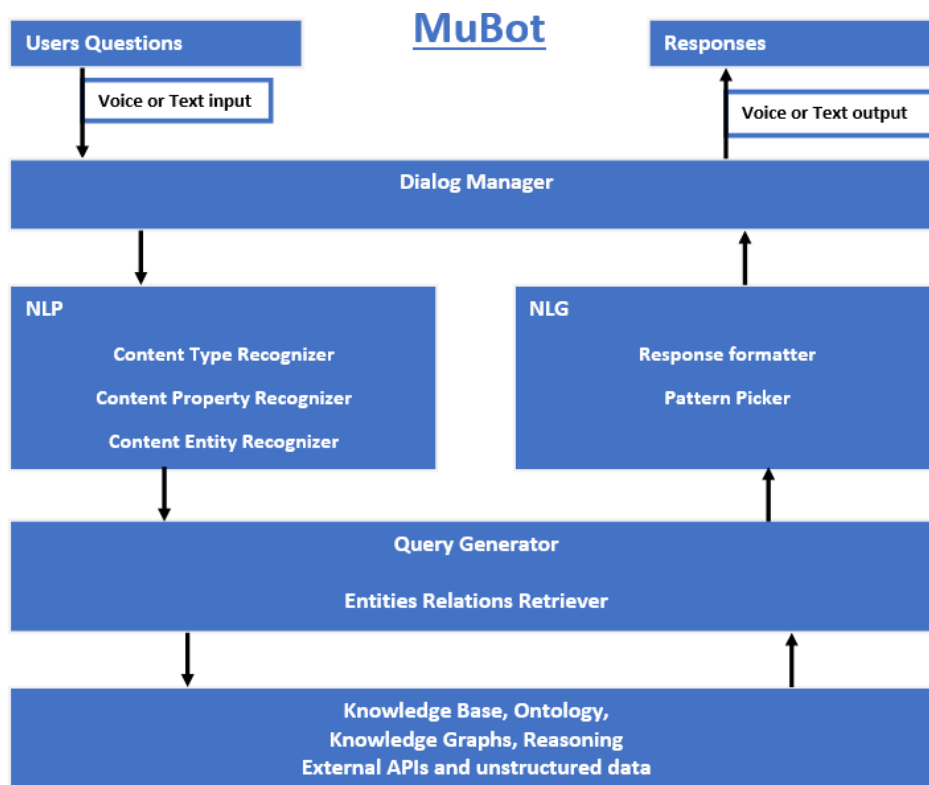 MuBot
Users Questions
Responses
Voice or Text input
Voice or Text output
Dialog Manager
NLP
Content Type Recognizer
Content Property Recognizer
Content Entity Recognizer
NLG
Response formatter
Pattern Picker
Query Generator
Entities Relations Retriever
Knowledge Base, Ontology,
Knowledge Graphs, Reasoning
External APIs and unstructured data